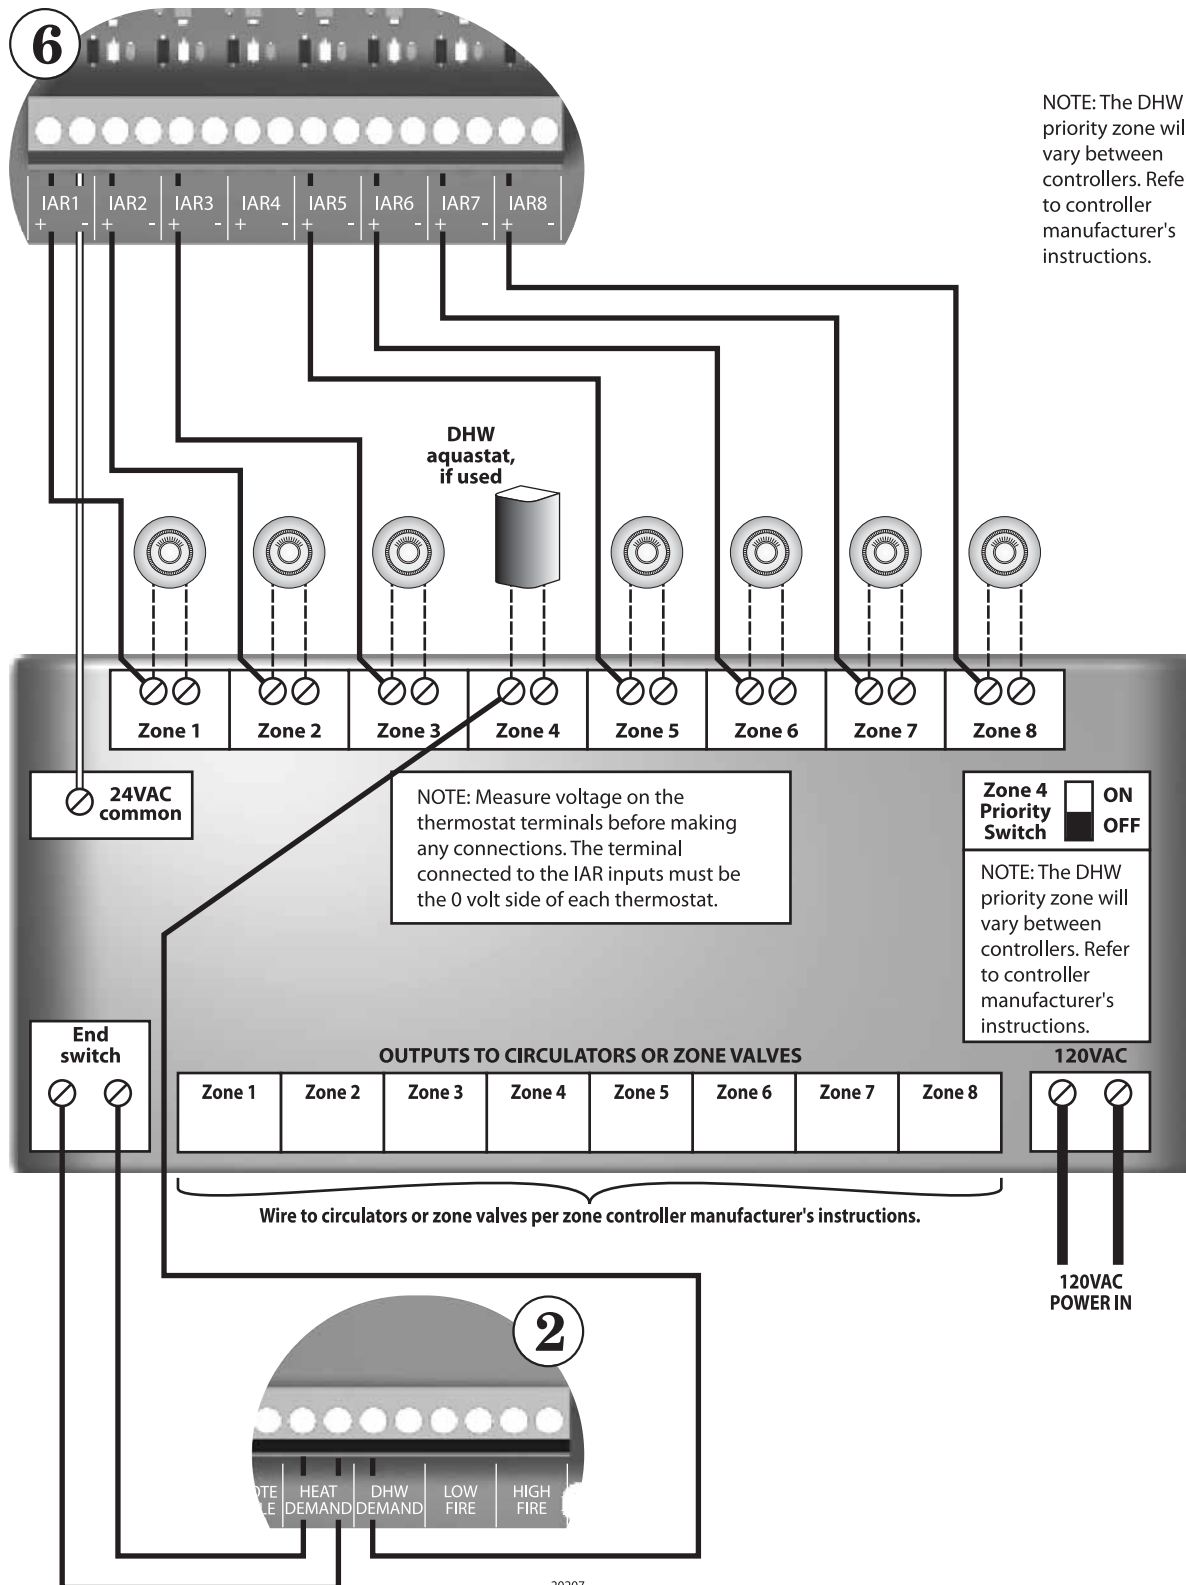 6
NOTE: The DHW
priority zone wil
vary between
controllers. Refe
to controller
manufacturer's
instructions.
IAR1 IAR2 IAR3 IAR4 IAR5 IAR6 IAR7 IAR8
+ - + - + - + - + - + - + - + -
DHW
aquastat,
if used
Zone 1 Zone 2 Zone 3 Zone 4 Zone 5 Zone 6 Zone 7 Zone 8
24VAC
common
NOTE: Measure voltage on the
thermostat terminals before making
any connections. The terminal
connected to the IAR inputs must be
the 0 volt side of each thermostat.
Zone 4
Priority
Switch
ON
OFF
NOTE: The DHW
priority zone will
vary between
controllers. Refer
to controller
manufacturer's
instructions.
End
switch
OUTPUTS TO CIRCULATORS OR ZONE VALVES
120VAC
Zone 1 Zone 2 Zone 3 Zone 4 Zone 5 Zone 6 Zone 7 Zone 8
Wire to circulators or zone valves per zone controller manufacturer's instructions.
120VAC
POWER IN
2
OTE
LE
HEAT
DEMAND
DHW
DEMAND
LOW
FIRE
HIGH
FIRE